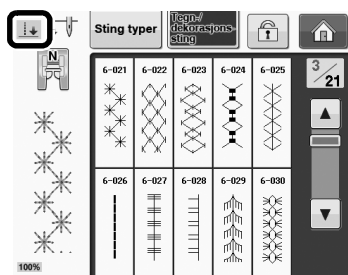 Sting typer
Tegn-/
dekorasjons-
sting
N
3/21
6-021 6-022 6-023 6-024 6-025
6-026 6-027 6-028 6-029 6-030
100%